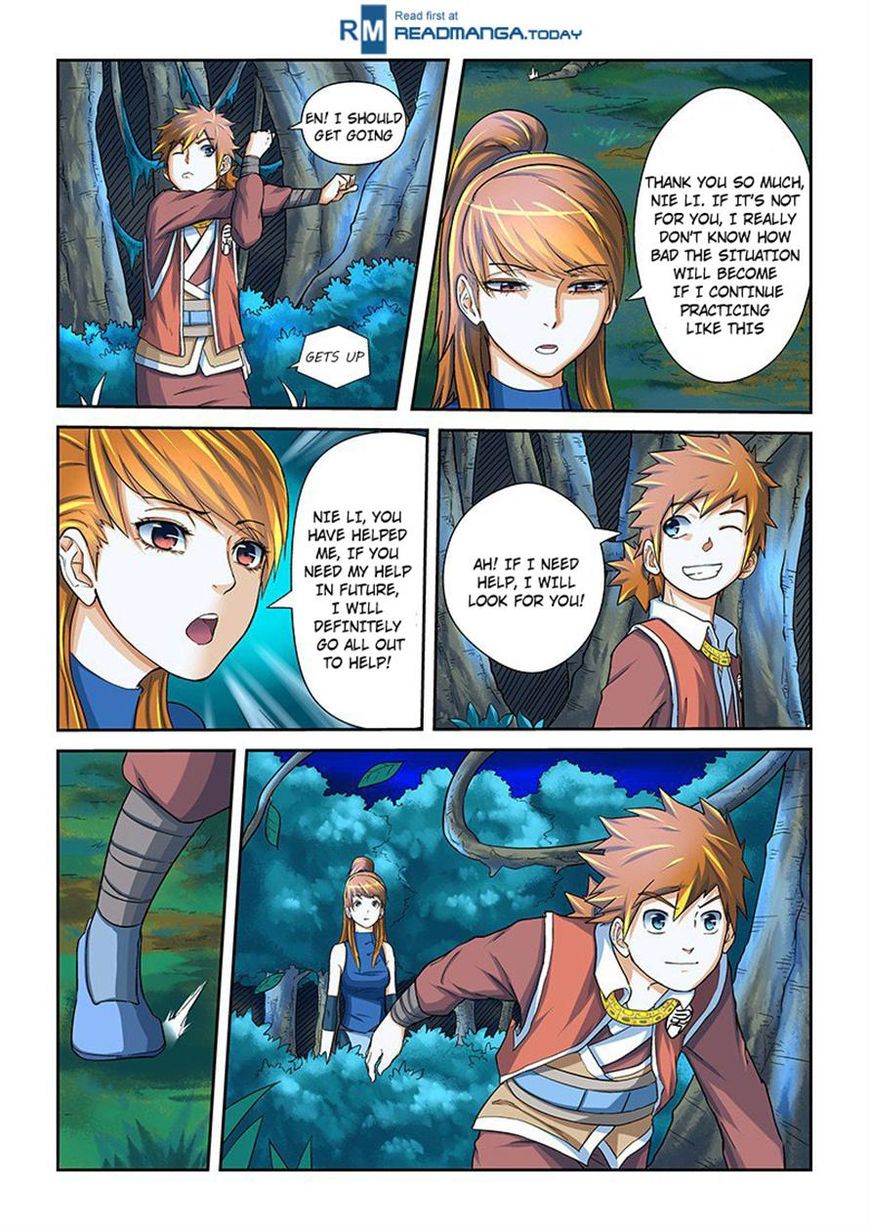 RM
Read first at
READMANGA.TODAY
EN! I SHOULD
GET GOING
GETS UP
THANK YOU SO MUCH,
NIE LI. IF IT'S NOT
FOR YOU, I REALLY
DON'T KNOW HOW
BAD THE SITUATION
WILL BECOME
IF I CONTINUE
PRACTICING
LIKE THIS
NIE LI, YOU
HAVE HELPED
ME, IF YOU
NEED MY HELP
IN FUTURE,
I WILL
DEFINITELY
GO ALL OUT
TO HELP!
AH! IF I NEED
HELP, I WILL
LOOK FOR YOU!